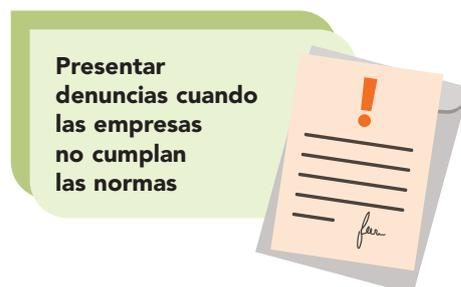 Presentar
denuncias cuando
las empresas
no cumplan
las normas
!